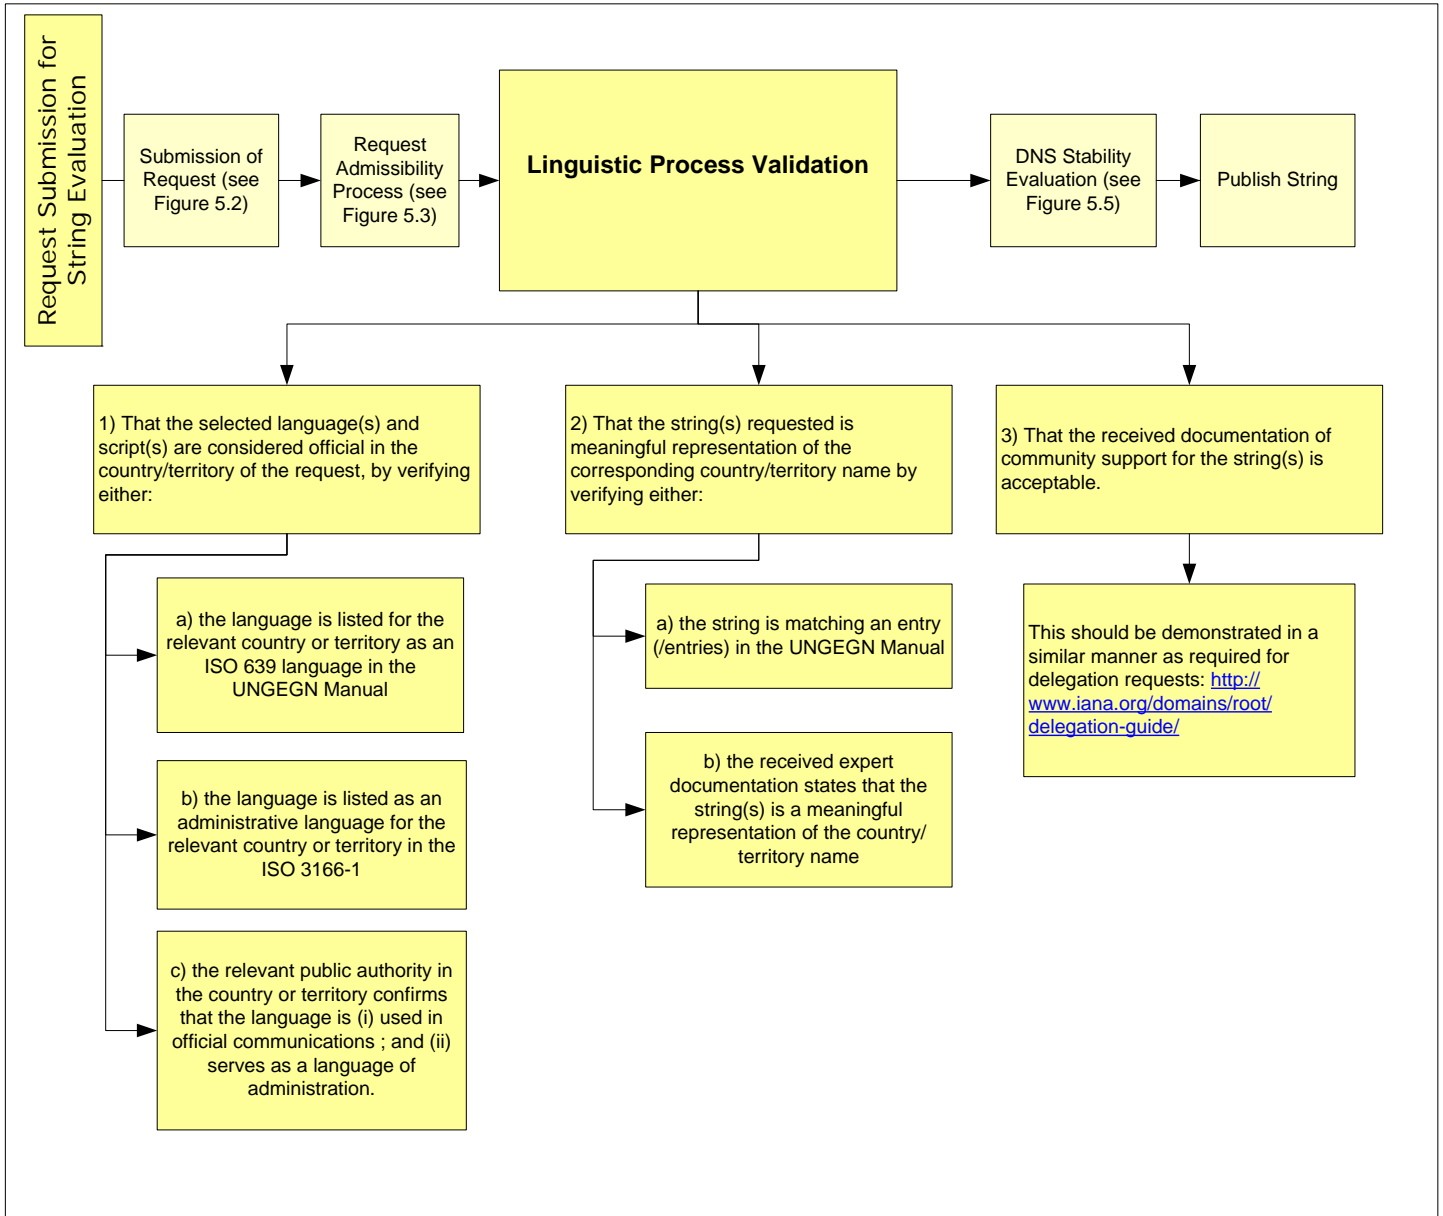 Request Submission for
String Evaluation
Submission of
Request (see
Figure 5.2)
Request
Admissibility
Process (see
Figure 5.3)
Linguistic Process Validation
DNS Stability
Evaluation (see
Figure 5.5)
Publish String
1) That the selected language(s) and
script(s) are considered official in the
country/territory of the request, by verifying
either:
2) That the string(s) requested is
meaningful representation of the
corresponding country/territory name by
verifying either:
3) That the received documentation of
community support for the string(s) is
acceptable.
a) the language is listed for the
relevant country or territory as an
ISO 639 language in the
UNGEGN Manual
b) the language is listed as an
administrative language for the
relevant country or territory in the
ISO 3166-1
c) the relevant public authority in
the country or territory confirms
that the language is (i) used in
official communications ; and (ii)
serves as a language of
administration.
a) the string is matching an entry
(/entries) in the UNGEGN Manual
b) the received expert
documentation states that the
string(s) is a meaningful
representation of the country/
territory name
This should be demonstrated in a
similar manner as required for
delegation requests: http://
www.iana.org/domains/root/
delegation-guide/